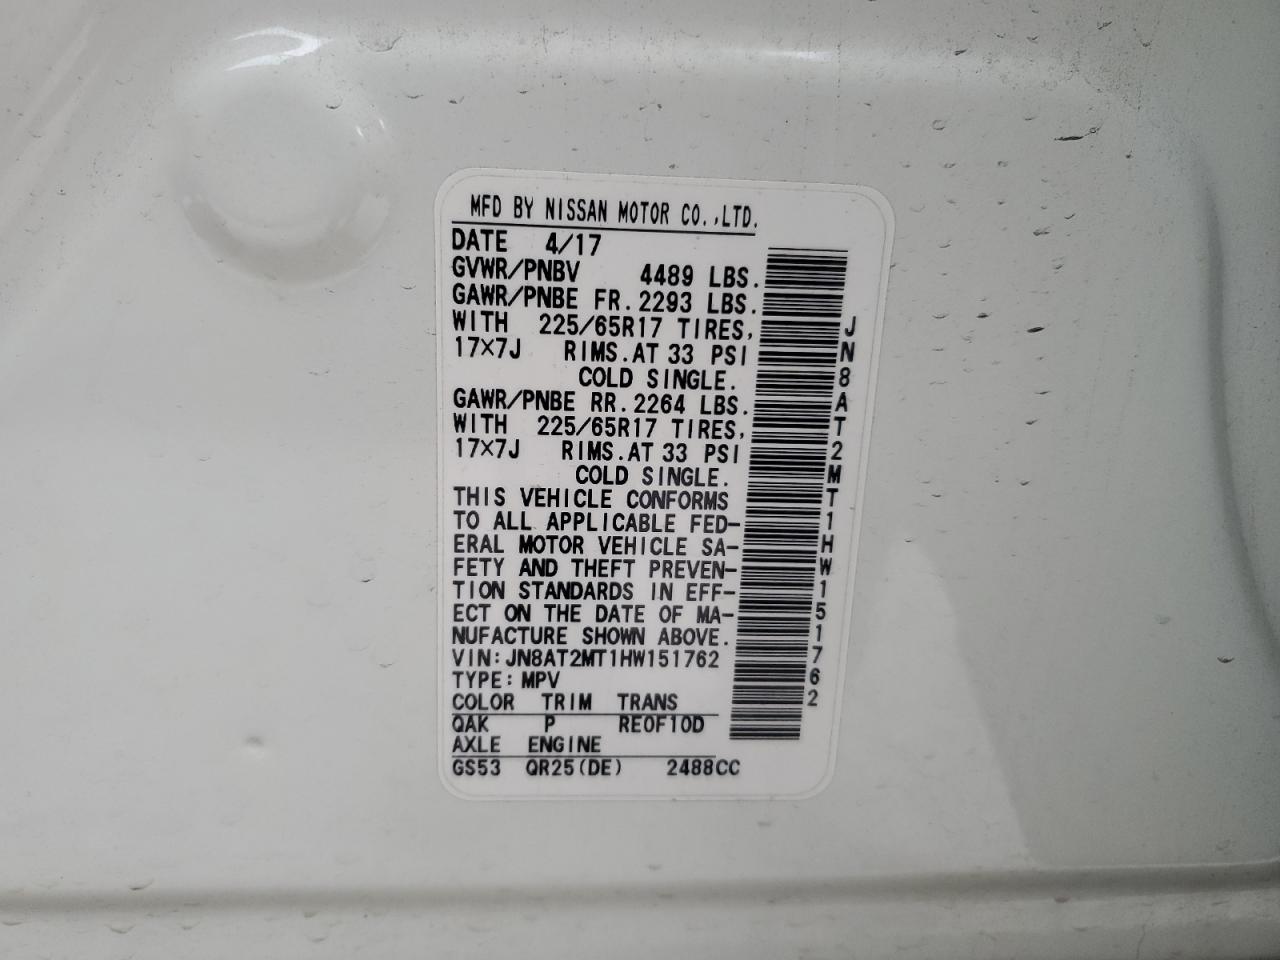 MFD BY NISSAN MOTOR CO.,LTD.
DATE 4/17
GVWR/PNBV 4489 LBS.
GAWR/PNBE FR.2293 LBS.
WITH 225/65R17 TIRES,
17×7J RIMS.AT 33 PSI
COLD SINGLE.
GAWR/PNBE RR.2264 LBS.
WITH 225/65R17 TIRES,
17×7J RIMS.AT 33 PSI
COLD SINGLE.
THIS VEHICLE CONFORMS
TO ALL APPLICABLE FED-
ERAL MOTOR VEHICLE SA-
FETY AND THEFT PREVEN-
TION STANDARDS IN EFF-
ECT ON THE DATE OF MA-
NUFACTURE SHOWN ABOVE.
VIN:JN8AT2MT1HW151762
TYPE:MPV
COLOR TRIM TRANS
QAK P RE0F10D
AXLE ENGINE
GS53 QR25(DE) 2488CC
JN8AT2MT1HW151762